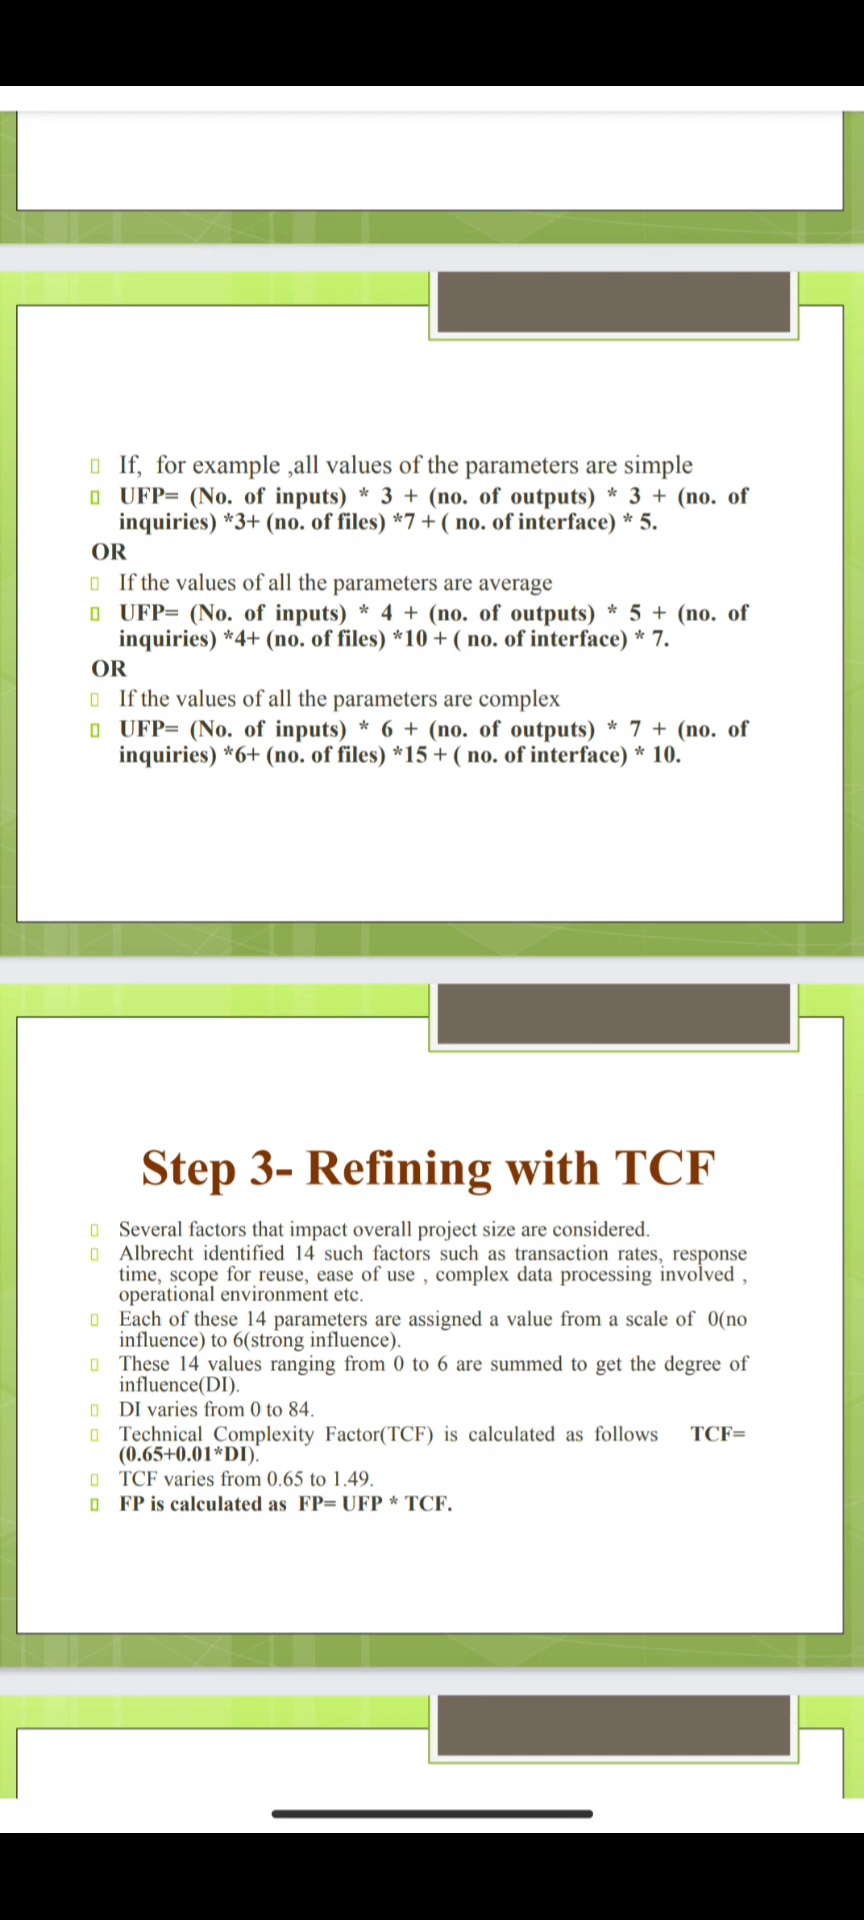 If, for example ,all values of the parameters are simple
UFP= (No. of inputs) * 3 + (no. of outputs) * 3 + (no. of
inquiries) *3+ (no. of files) *7 + ( no. of interface) * 5.
OR
If the values of all the parameters are average
UFP= (No. of inputs) * 4 + (no. of outputs) * 5 + (no. of
inquiries) *4+ (no. of files) *10 + ( no. of interface) * 7.
OR
If the values of all the parameters are complex
UFP= (No. of inputs) * 6 + (no. of outputs) * 7 + (no. of
inquiries) *6+ (no. of files) *15 + ( no. of interface) * 10.
Step 3- Refining with TCF
Several factors that impact overall project size are considered.
Albrecht identified 14 such factors such as transaction rates, response
time, scope for reuse, ease of use , complex data processing involved ,
operational environment etc.
Each of these 14 parameters are assigned a value from a scale of 0(no
influence) to 6(strong influence).
These 14 values ranging from 0 to 6 are summed to get the degree of
influence(DI).
DI varies from 0 to 84.
Technical Complexity Factor(TCF) is calculated as follows TCF=
(0.65+0.01*DI).
TCF varies from 0.65 to 1.49.
FP is calculated as FP= UFP * TCF.